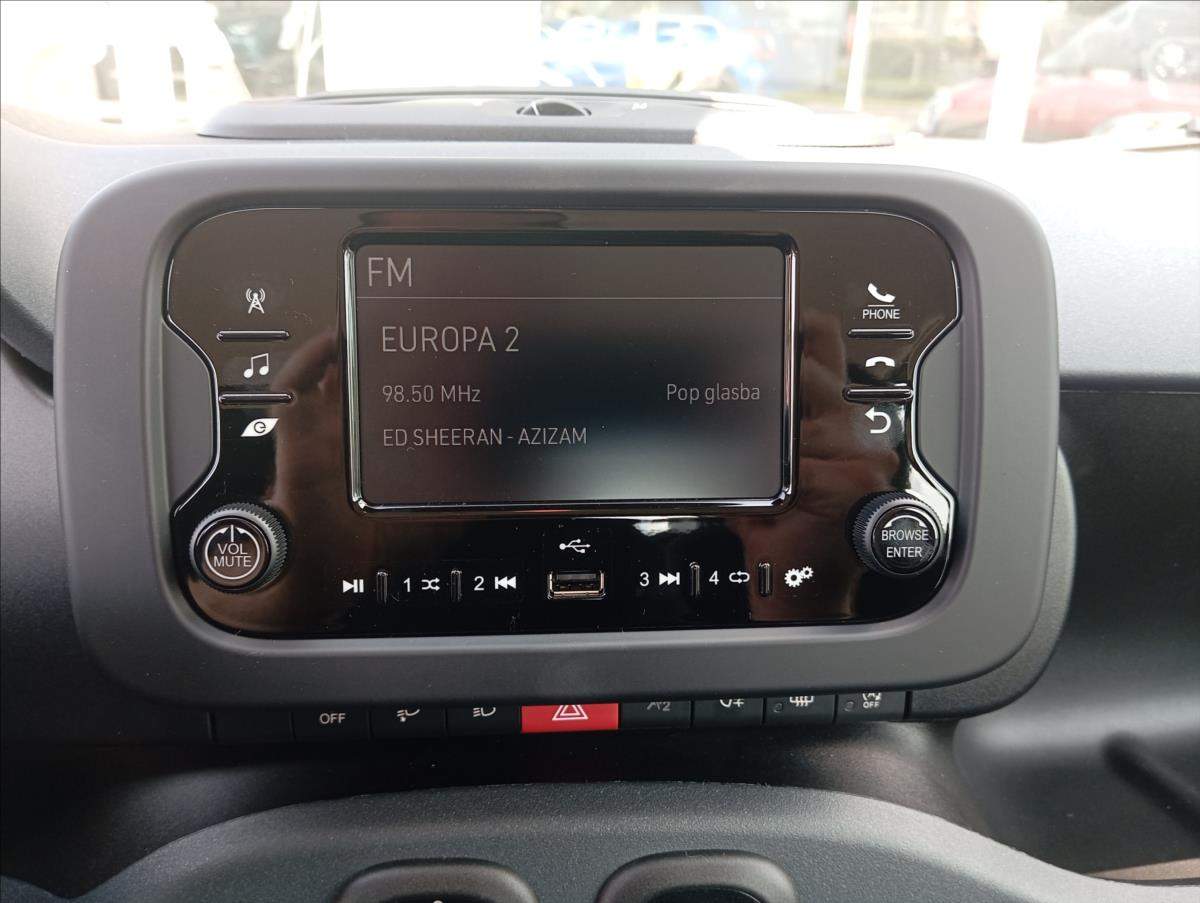 FM
EUROPA 2
98.50 MHz Pop glasba
ED SHEERAN - AZIZAM
PHONE
VOL
MUTE
BROWSE
ENTER
1 2 3 4
OFF
OFF